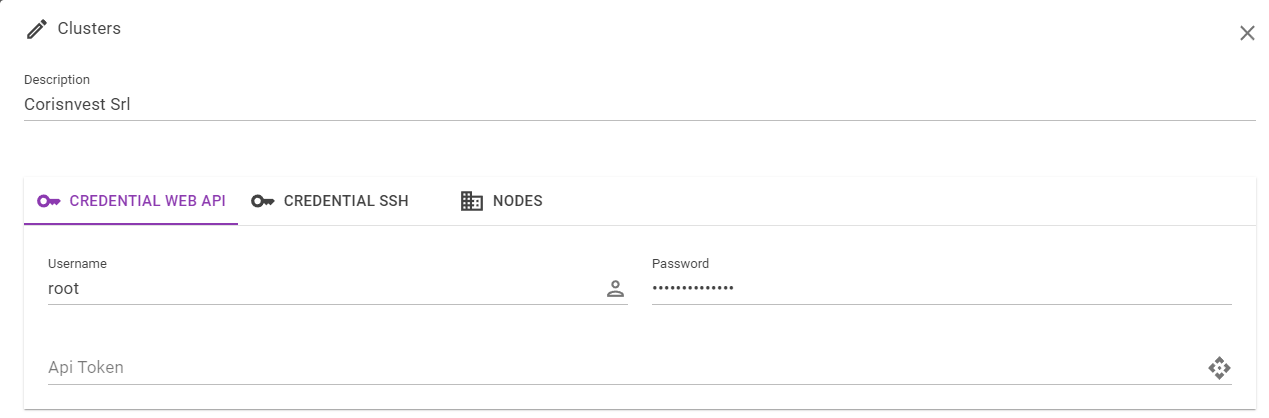 Clusters
Description
Corisnvest Srl
CREDENTIAL WEB API CREDENTIAL SSH NODES
Username Password
root ••••••••••••••
Api Token